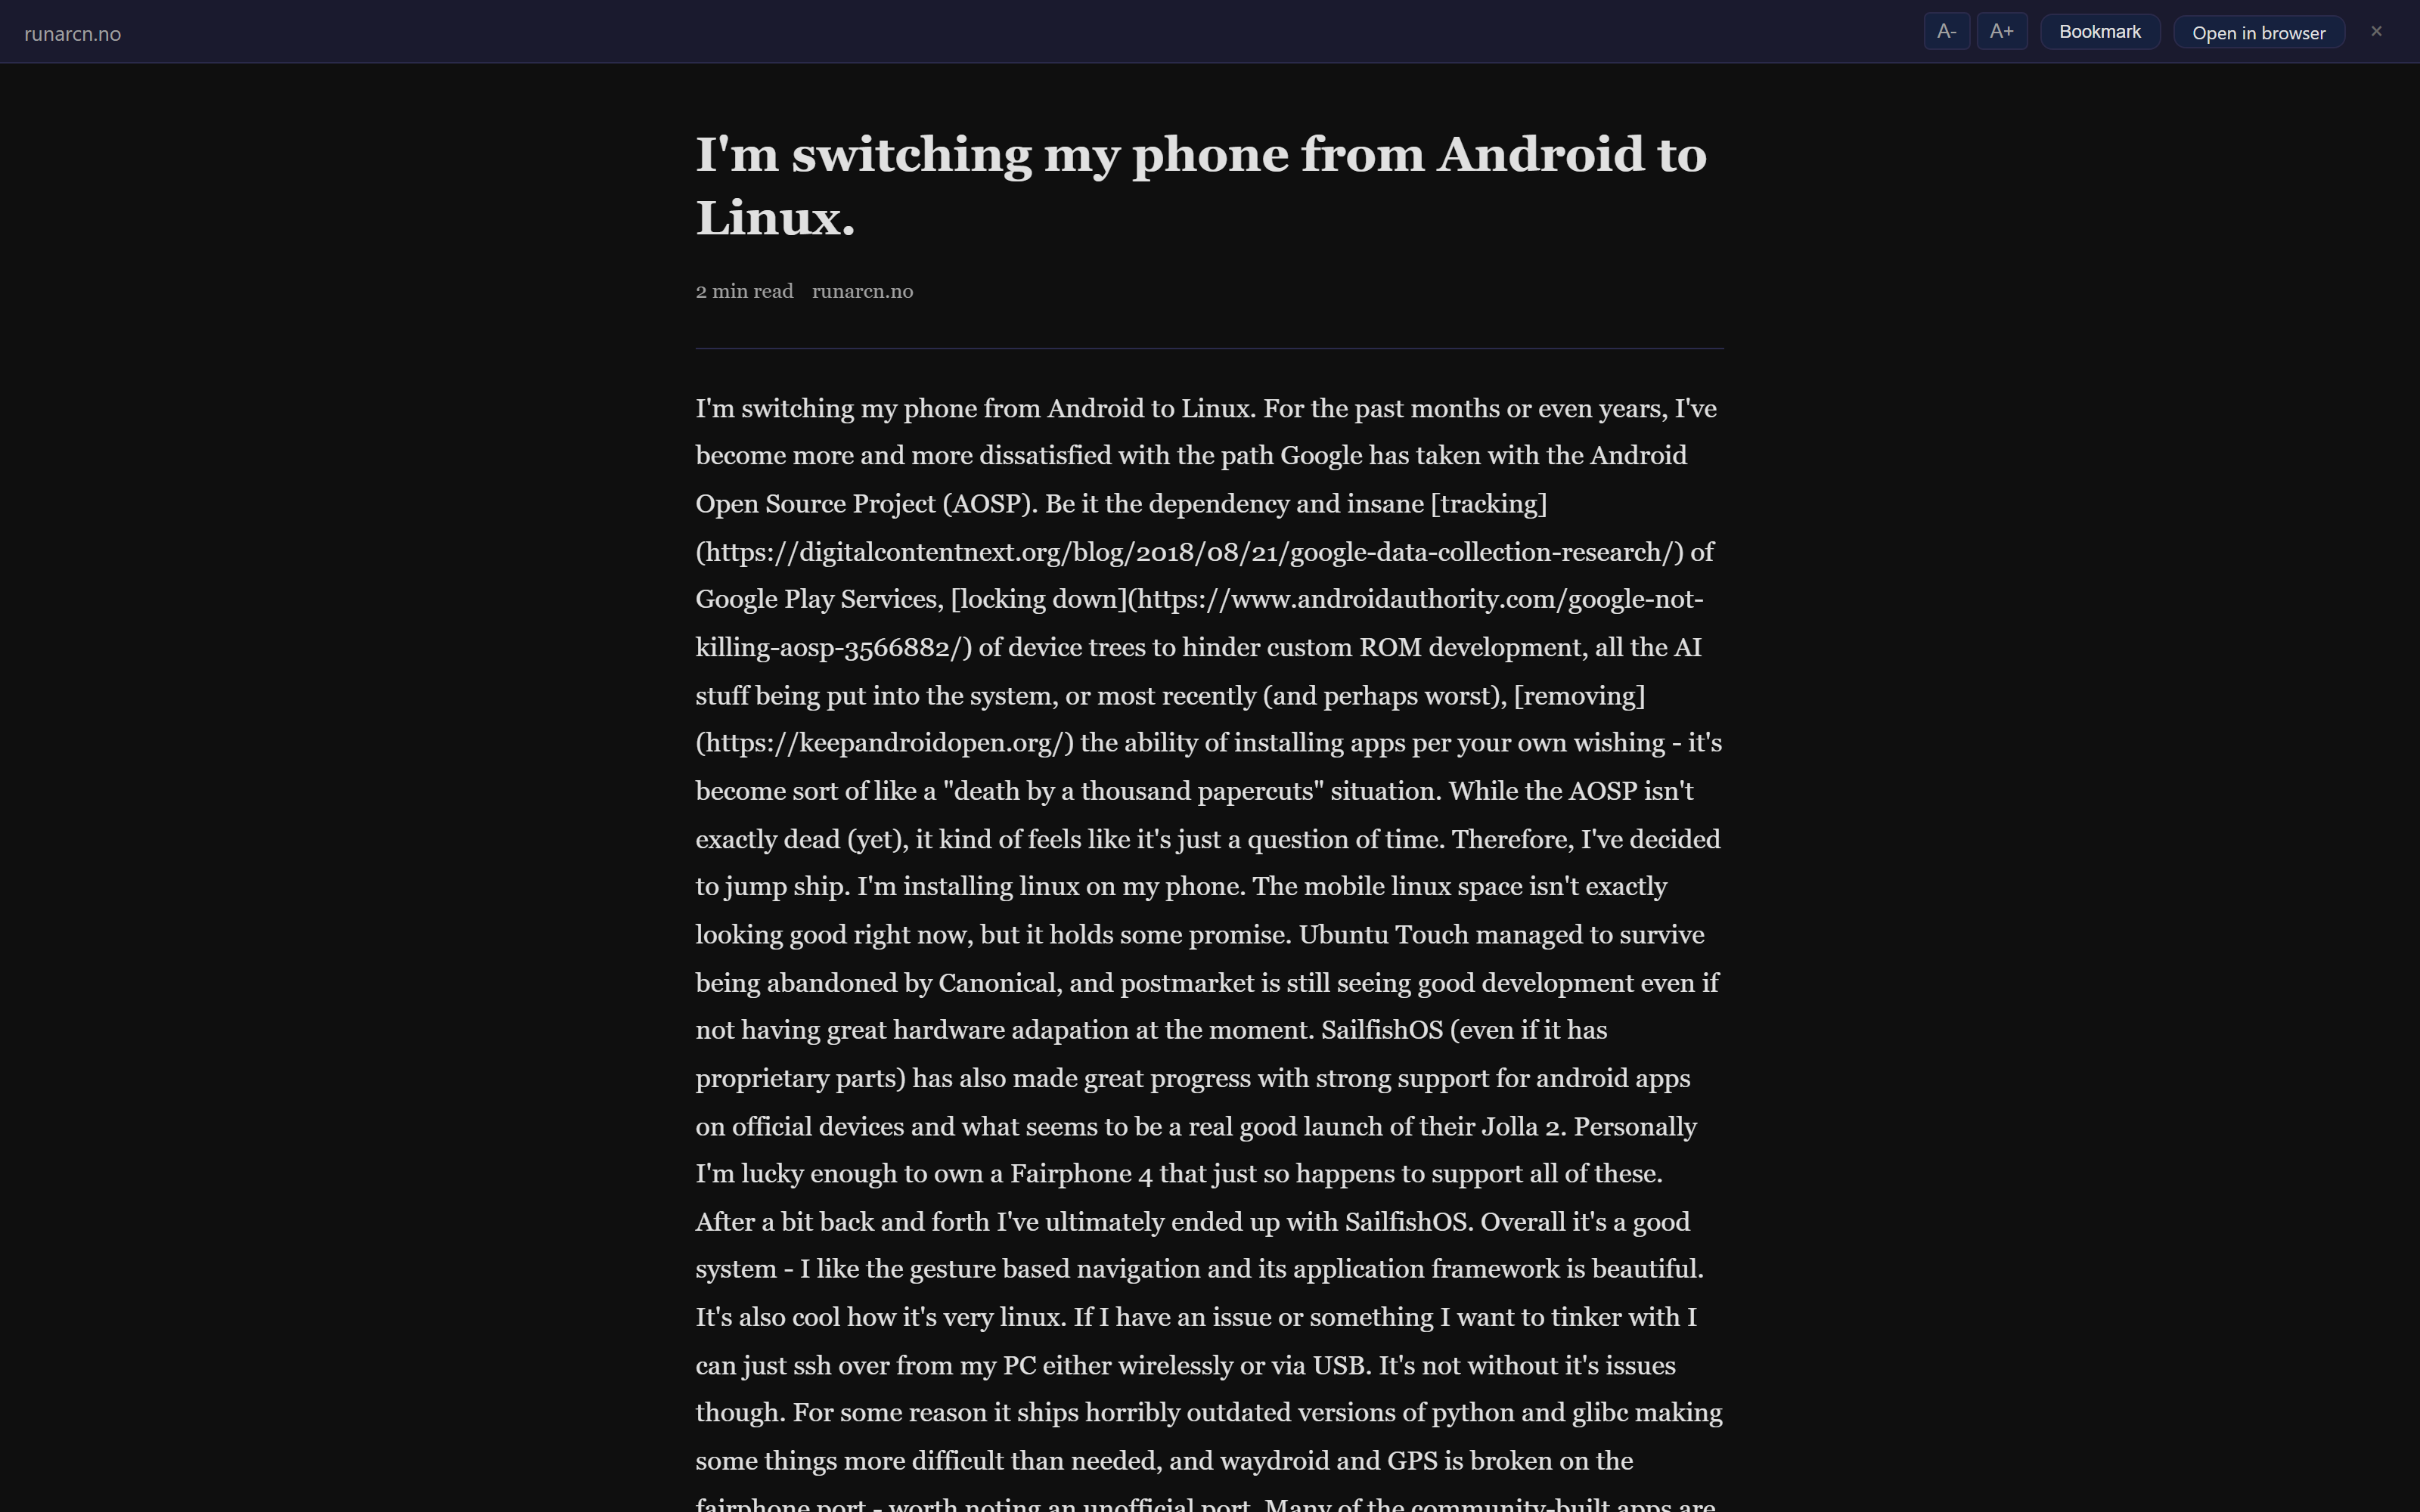 runarcn.no
A-
A+
Bookmark
Open in browser
×
I'm switching my phone from Android to
Linux.
2 min read runarcn.no
I'm switching my phone from Android to Linux. For the past months or even years, I've
become more and more dissatisfied with the path Google has taken with the Android
Open Source Project (AOSP). Be it the dependency and insane [tracking]
(https://digitalcontentnext.org/blog/2018/08/21/google-data-collection-research/) of
Google Play Services, [locking down](https://www.androidauthority.com/google-not-
killing-aosp-3566882/) of device trees to hinder custom ROM development, all the AI
stuff being put into the system, or most recently (and perhaps worst), [removing]
(https://keepandroidopen.org/) the ability of installing apps per your own wishing - it's
become sort of like a "death by a thousand papercuts" situation. While the AOSP isn't
exactly dead (yet), it kind of feels like it's just a question of time. Therefore, I've decided
to jump ship. I'm installing linux on my phone. The mobile linux space isn't exactly
looking good right now, but it holds some promise. Ubuntu Touch managed to survive
being abandoned by Canonical, and postmarket is still seeing good development even if
not having great hardware adapation at the moment. SailfishOS (even if it has
proprietary parts) has also made great progress with strong support for android apps
on official devices and what seems to be a real good launch of their Jolla 2. Personally
I'm lucky enough to own a Fairphone 4 that just so happens to support all of these.
After a bit back and forth I've ultimately ended up with SailfishOS. Overall it's a good
system - I like the gesture based navigation and its application framework is beautiful.
It's also cool how it's very linux. If I have an issue or something I want to tinker with I
can just ssh over from my PC either wirelessly or via USB. It's not without it's issues
though. For some reason it ships horribly outdated versions of python and glibc making
some things more difficult than needed, and waydroid and GPS is broken on the
fairphone port - worth noting an unofficial port. Many of the community-built apps are